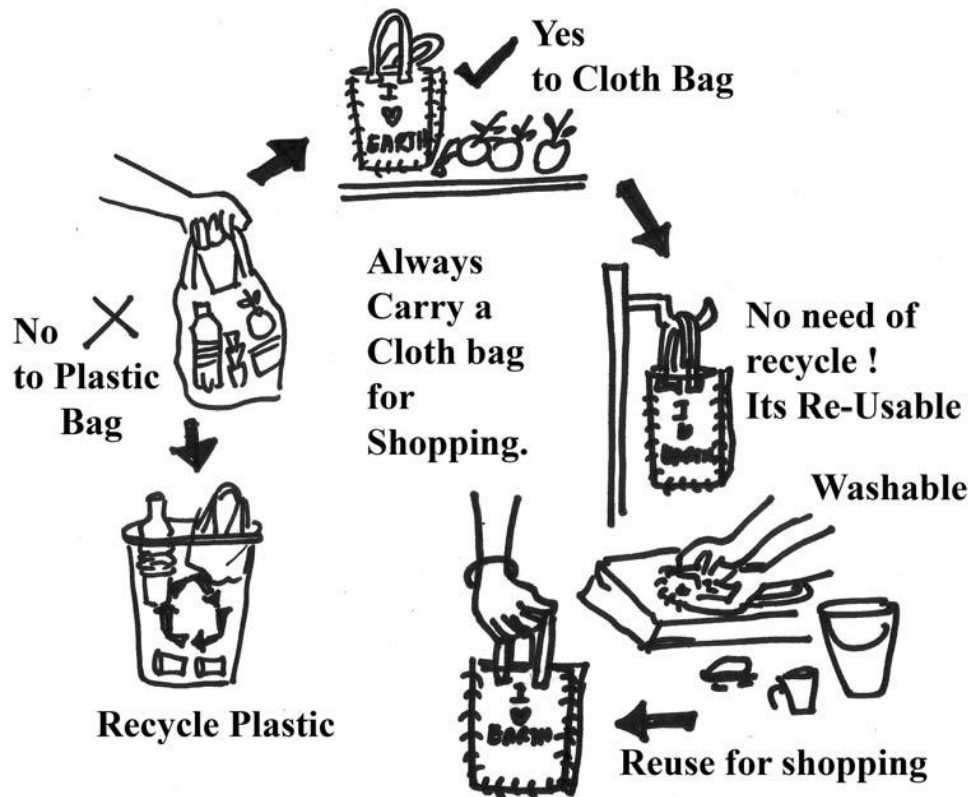 Yes
to Cloth Bag
I
EARTH
No
to Plastic
Bag
Always
Carry a
Cloth bag
for
Shopping.
No need of
recycle !
Its Re-Usable
I
Washable
Recycle Plastic
I
EARTH
Reuse for shopping